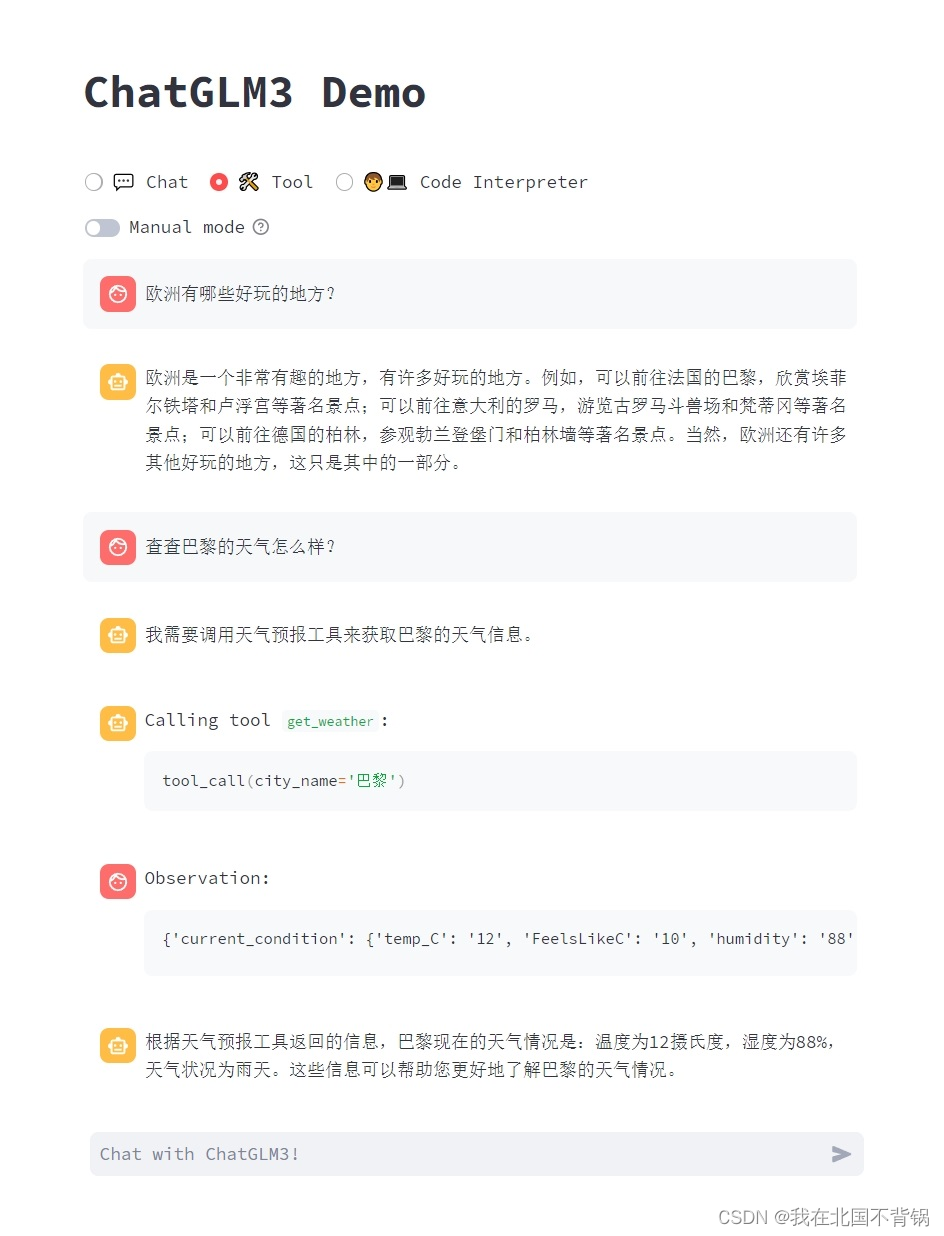 ChatGLM3 Demo
Chat Tool Code Interpreter
Manual mode
欧洲有哪些好玩的地方？
欧洲是一个非常有趣的地方，有许多好玩的地方。例如，可以前往法国的巴黎，欣赏埃菲
尔铁塔和卢浮宫等著名景点；可以前往意大利的罗马，游览古罗马斗兽场和梵蒂冈等著名
景点；可以前往德国的柏林，参观勃兰登堡门和柏林墙等著名景点。当然，欧洲还有许多
其他好玩的地方，这只是其中的一部分。
查查巴黎的天气怎么样？
我需要调用天气预报工具来获取巴黎的天气信息。
Calling tool get_weather:
tool_call(city_name='巴黎')
Observation:
{'current_condition': {'temp_C': '12', 'FeelsLikeC': '10', 'humidity': '88'
根据天气预报工具返回的信息，巴黎现在的天气情况是：温度为12摄氏度，湿度为88%，
天气状况为雨天。这些信息可以帮助您更好地了解巴黎的天气情况。
Chat with ChatGLM3!
CSDN @我在北国不背锅